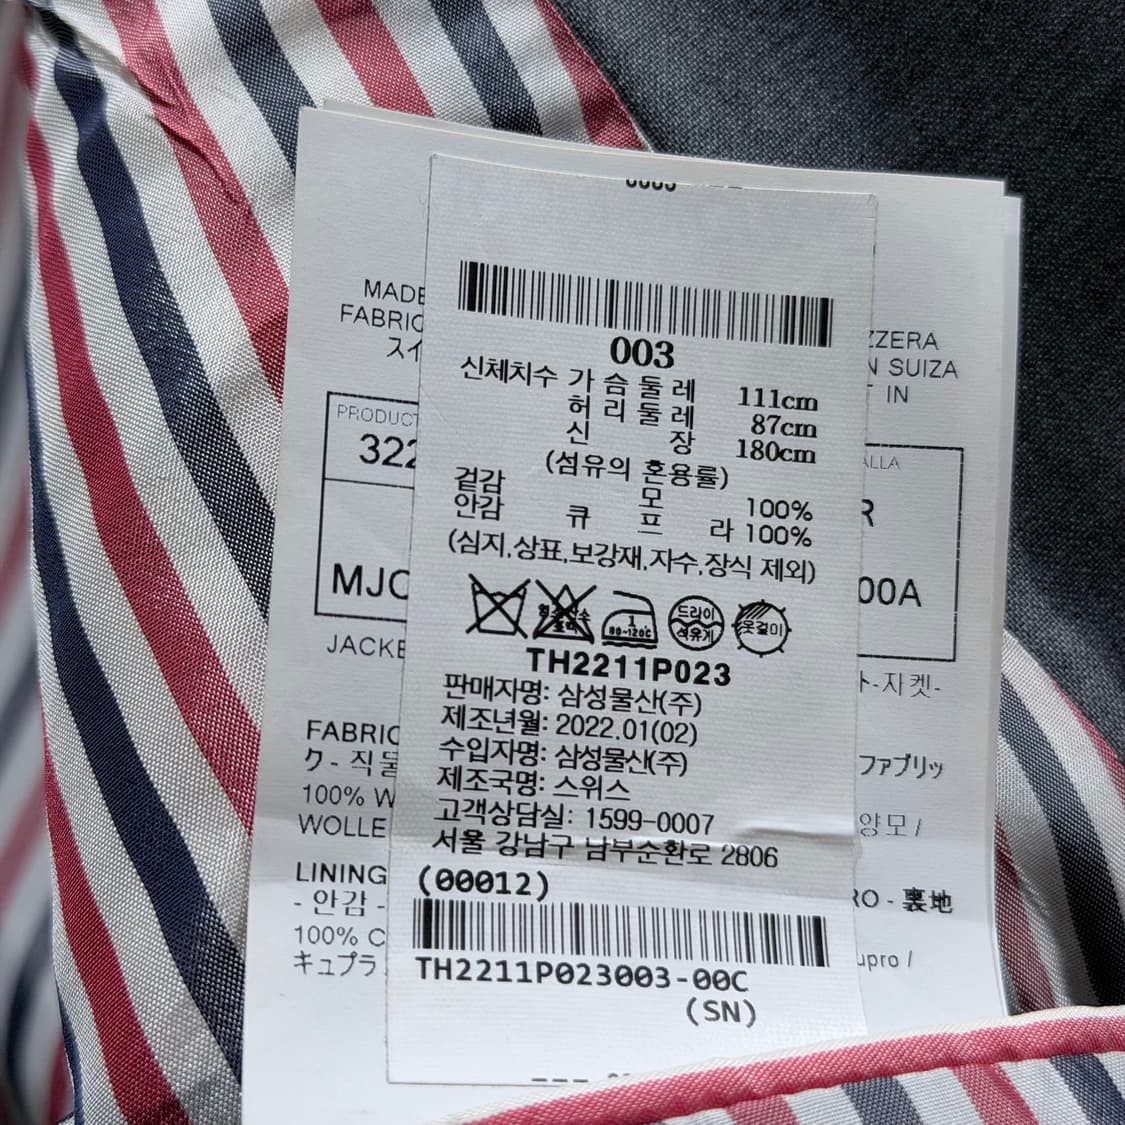 MADE
FABRIC
スイ
ZZERA
N SUIZA
T IN
PRODUCT
322
MJC
ALLA
R
00A
JACKE
ト-자켓-
FABRIC
ク - 직물
100% W
WOLLE
ファブリッ
양모 /
LINING
- 안감 -
100% C
キュプラ
RO - 裏地
upro /
003
신체치수 가슴둘레 111cm
허리둘레 87cm
신 장 180cm
(섬유의 혼용률)
겉감 모 100%
안감 큐 프 라 100%
(심지,상표,보강재,자수,장식 제외)
80~120℃
드라이
석유계
옷걸이
TH2211P023
판매자명: 삼성물산(주)
제조년월: 2022.01(02)
수입자명: 삼성물산(주)
제조국명: 스위스
고객상담실: 1599-0007
서울 강남구 남부순환로 2806
(00012)
TH2211P023003-00C
(SN)